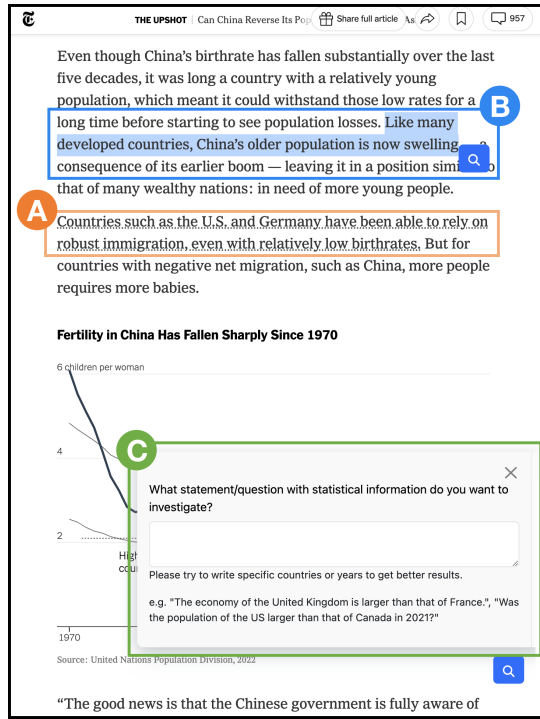 THE UPSHOT | Can China Reverse Its Pop
Share full article
As
957
Even though China's birthrate has fallen substantially over the last
five decades, it was long a country with a relatively young
population, which meant it could withstand those low rates for a
long time before starting to see population losses. Like many
developed countries, China's older population is now swelling
consequence of its earlier boom — leaving it in a position simi
that of many wealthy nations: in need of more young people.
B
A
Countries such as the U.S. and Germany have been able to rely on
robust immigration, even with relatively low birthrates. But for
countries with negative net migration, such as China, more people
requires more babies.
Fertility in China Has Fallen Sharply Since 1970
6 children per woman
4
2
High
cou
1970
C
What statement/question with statistical information do you want to
investigate?
Please try to write specific countries or years to get better results.
e.g. "The economy of the United Kingdom is larger than that of France.", "Was
the population of the US larger than that of Canada in 2021?"
Source: United Nations Population Division, 2022
“The good news is that the Chinese government is fully aware of